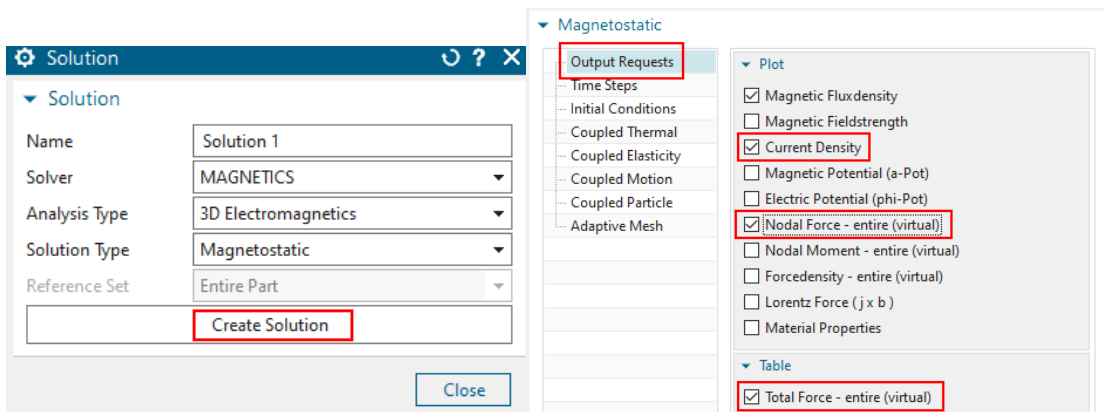 Solution
?
Solution
Name
Solution 1
Solver
MAGNETICS
Analysis Type
3D Electromagnetics
Solution Type
Magnetostatic
Reference Set
Entire Part
Create Solution
Close
Magnetostatic
Output Requests
Time Steps
Initial Conditions
Coupled Thermal
Coupled Elasticity
Coupled Motion
Coupled Particle
Adaptive Mesh
Plot
Magnetic Fluxdensity
Magnetic Fieldstrength
Current Density
Magnetic Potential (a-Pot)
Electric Potential (phi-Pot)
Nodal Force - entire (virtual)
Nodal Moment - entire (virtual)
Forcedensity - entire (virtual)
Lorentz Force ( j x b )
Material Properties
Table
Total Force - entire (virtual)